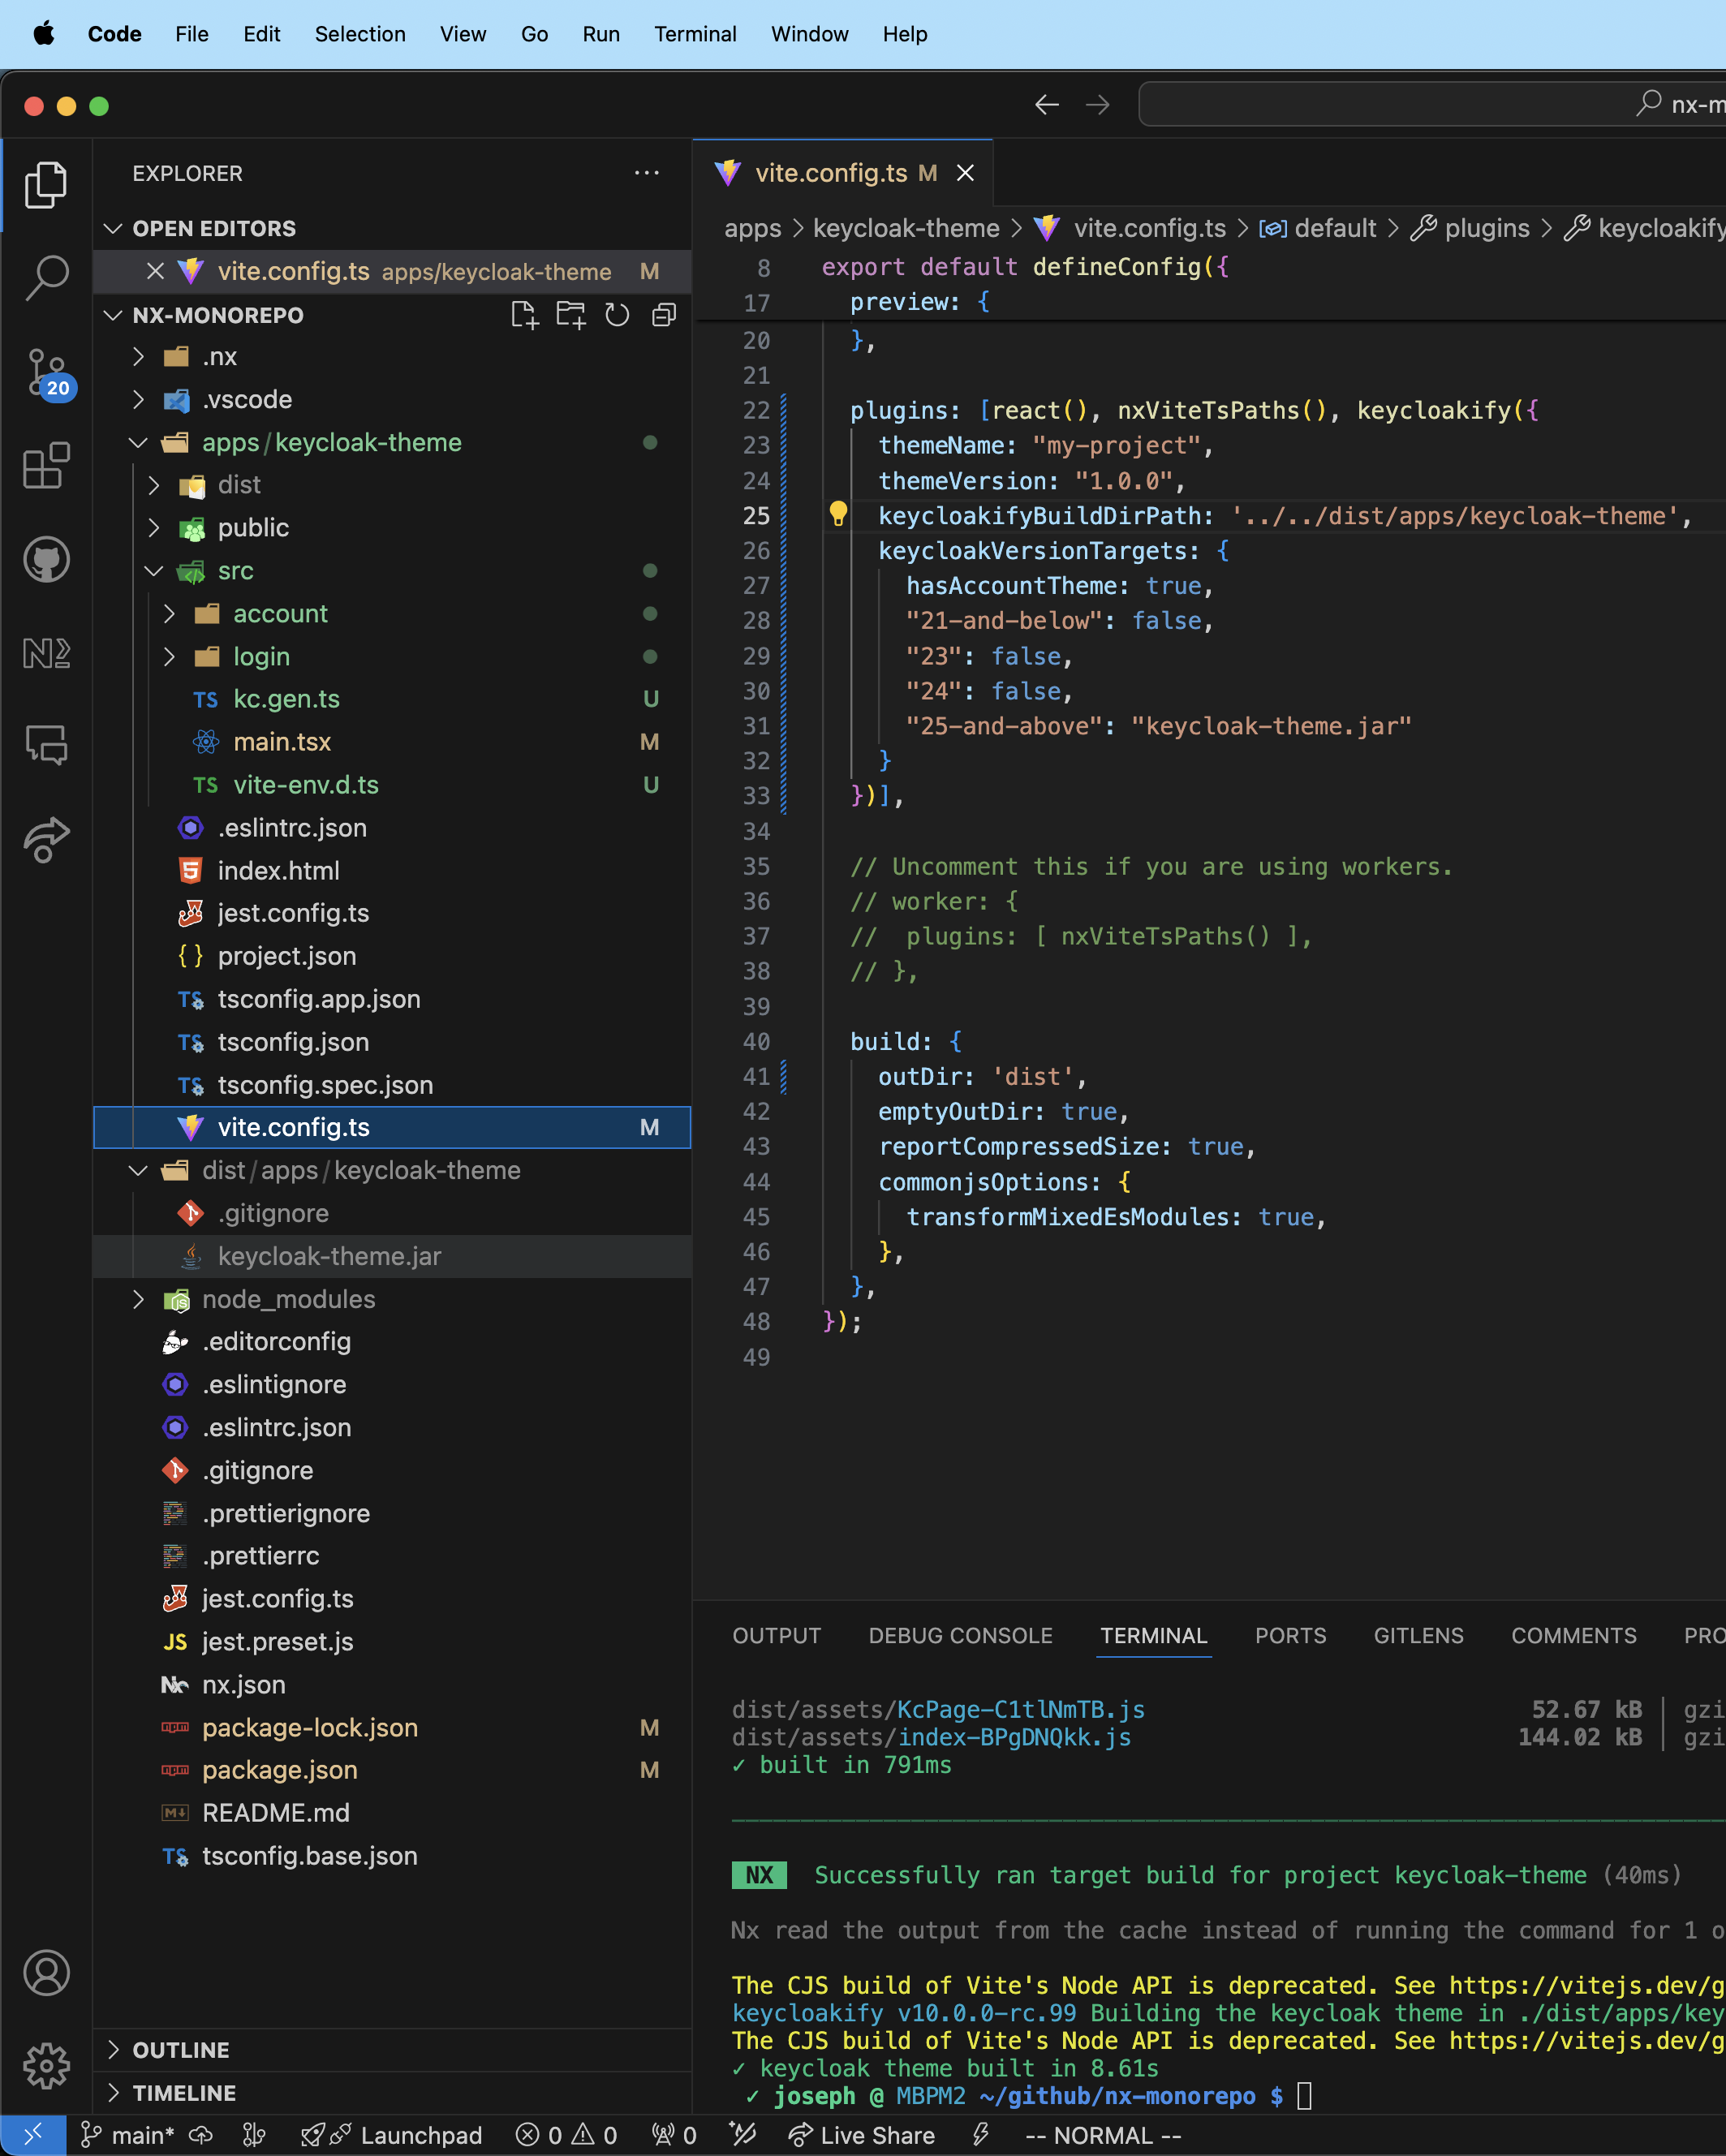 Code File Edit Selection View Go Run Terminal Window Help
nx-m
EXPLORER
OPEN EDITORS
vite.config.ts apps/keycloak-theme M
NX-MONOREPO
.nx
.vscode
apps/keycloak-theme
dist
public
src
account
login
TS kc.gen.ts U
main.tsx M
TS vite-env.d.ts U
.eslintrc.json
index.html
jest.config.ts
{} project.json
TS tsconfig.app.json
TS tsconfig.json
TS tsconfig.spec.json
vite.config.ts M
dist/apps/keycloak-theme
.gitignore
keycloak-theme.jar
node_modules
.editorconfig
.eslintignore
.eslintrc.json
.gitignore
.prettierignore
.prettierrc
jest.config.ts
JS jest.preset.js
nx.json
package-lock.json M
package.json M
README.md
TS tsconfig.base.json
OUTLINE
TIMELINE
20
vite.config.ts M
apps > keycloak-theme > vite.config.ts > default > plugins > keycloakify
8 export default defineConfig({
17 preview: {
20 },
21
22 plugins: [react(), nxViteTsPaths(), keycloakify({
23 themeName: "my-project",
24 themeVersion: "1.0.0",
25 keycloakifyBuildDirPath: '../../dist/apps/keycloak-theme',
26 keycloakVersionTargets: {
27 hasAccountTheme: true,
28 "21-and-below": false,
29 "23": false,
30 "24": false,
31 "25-and-above": "keycloak-theme.jar"
32 }
33 })],
34
35 // Uncomment this if you are using workers.
36 // worker: {
37 //  plugins: [ nxViteTsPaths() ],
38 // },
39
40 build: {
41 outDir: 'dist',
42 emptyOutDir: true,
43 reportCompressedSize: true,
44 commonjsOptions: {
45 transformMixedEsModules: true,
46 },
47 },
48 });
49
OUTPUT DEBUG CONSOLE TERMINAL PORTS GITLENS COMMENTS PRO
dist/assets/KcPage-C1tlNmTB.js 52.67 kB │ gzi
dist/assets/index-BPgDNQkk.js 144.02 kB │ gzi
✓ built in 791ms
NX Successfully ran target build for project keycloak-theme (40ms)
Nx read the output from the cache instead of running the command for 1 o
The CJS build of Vite's Node API is deprecated. See https://vitejs.dev/g
keycloakify v10.0.0-rc.99 Building the keycloak theme in ./dist/apps/key
The CJS build of Vite's Node API is deprecated. See https://vitejs.dev/g
✓ keycloak theme built in 8.61s
✓ joseph @ MBPM2 ~/github/nx-monorepo $
main* Launchpad 0 0 0 Live Share -- NORMAL --